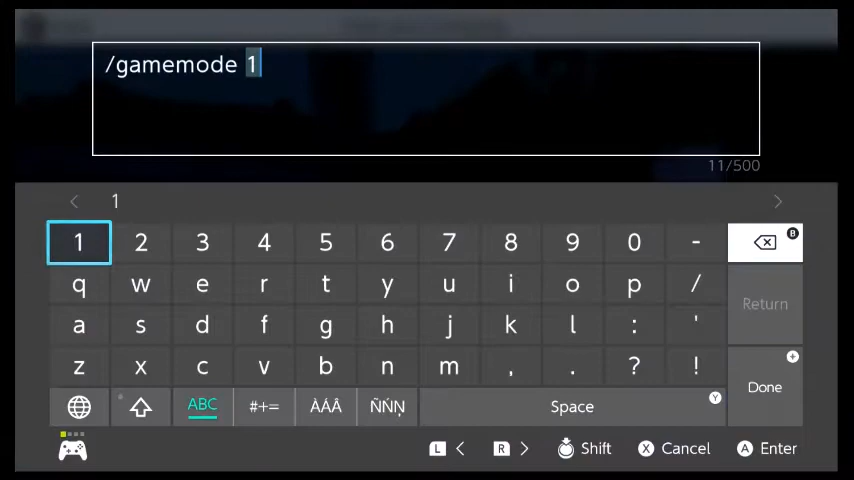 /gamemode 1
11/500
< 1 >
1 2 3 4 5 6 7 8 9 0 - B
q w e r t y u i o p / Return
a s d f g h j k l : '
z x c v b n m , . ? ! + Done
ABC #+= ÀÁÂ ÑŃŅ Space Y
L < R > Shift X Cancel A Enter